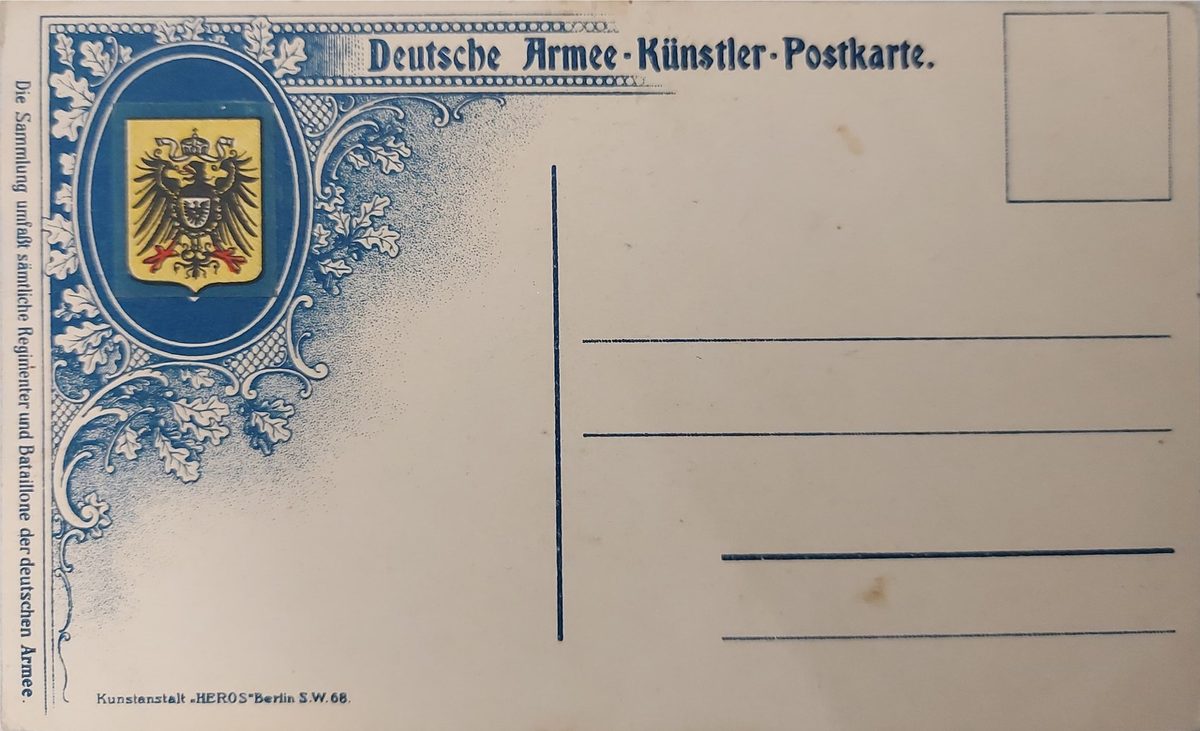 Deutsche Armee-Künstler-Postkarte.
Die Sammlung umfaßt sämtliche Regimenter und Bataillone der deutschen Armee.
Kunstanstalt „HEROS" Berlin S.W. 68.